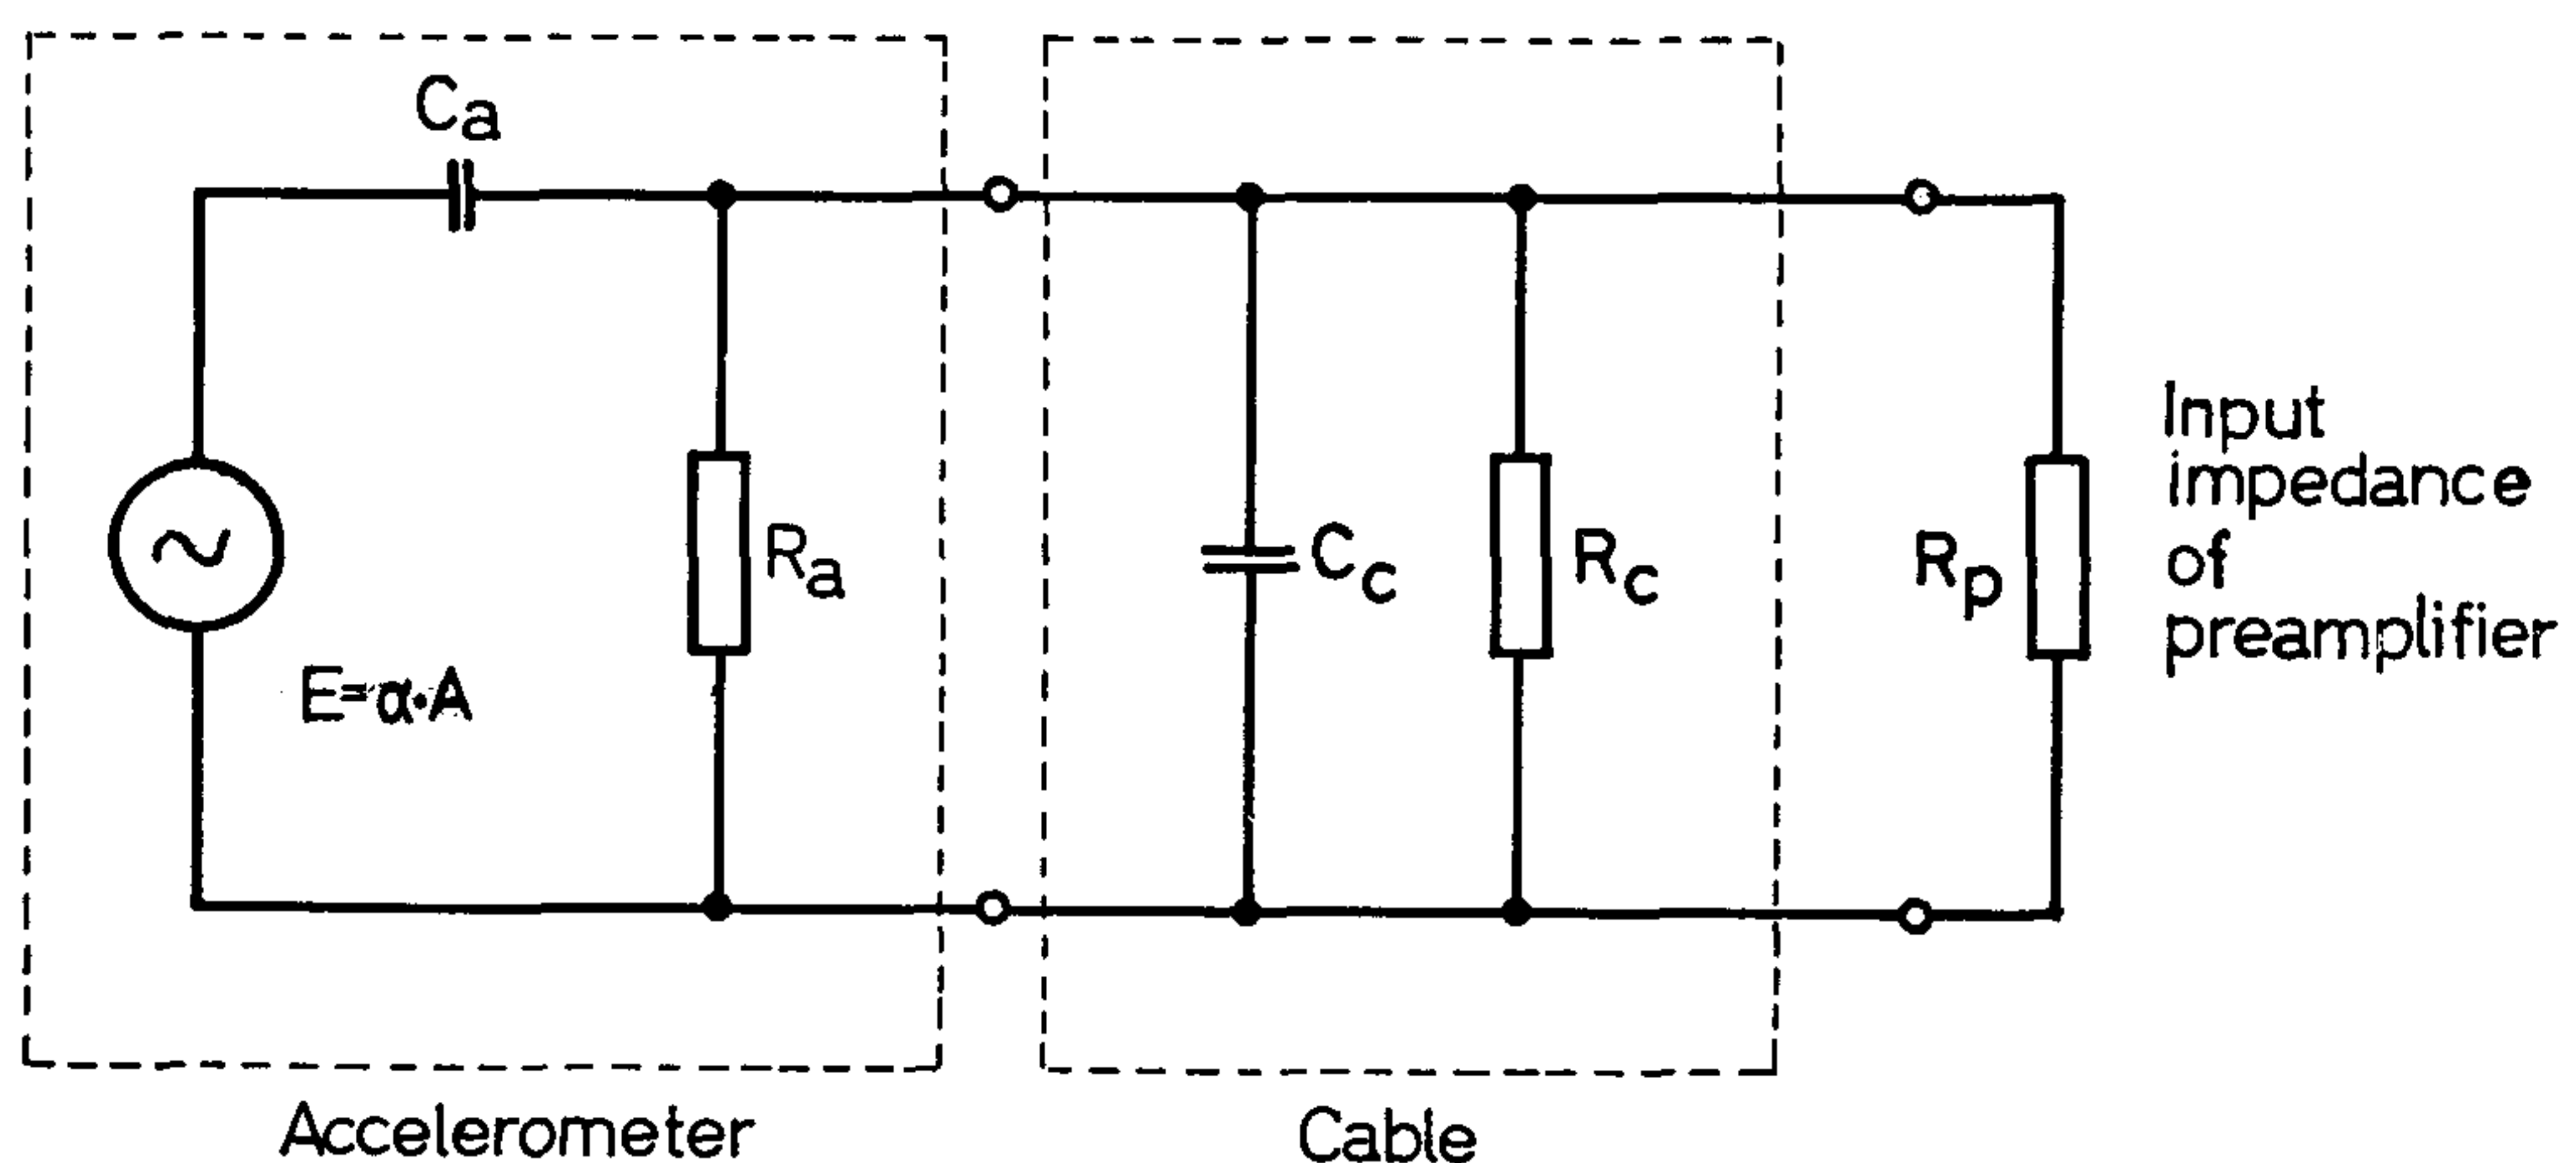 Ca
Ra
E=α·A
Accelerometer
Cc
Rc
Cable
Rp
Input
impedance
of
preamplifier